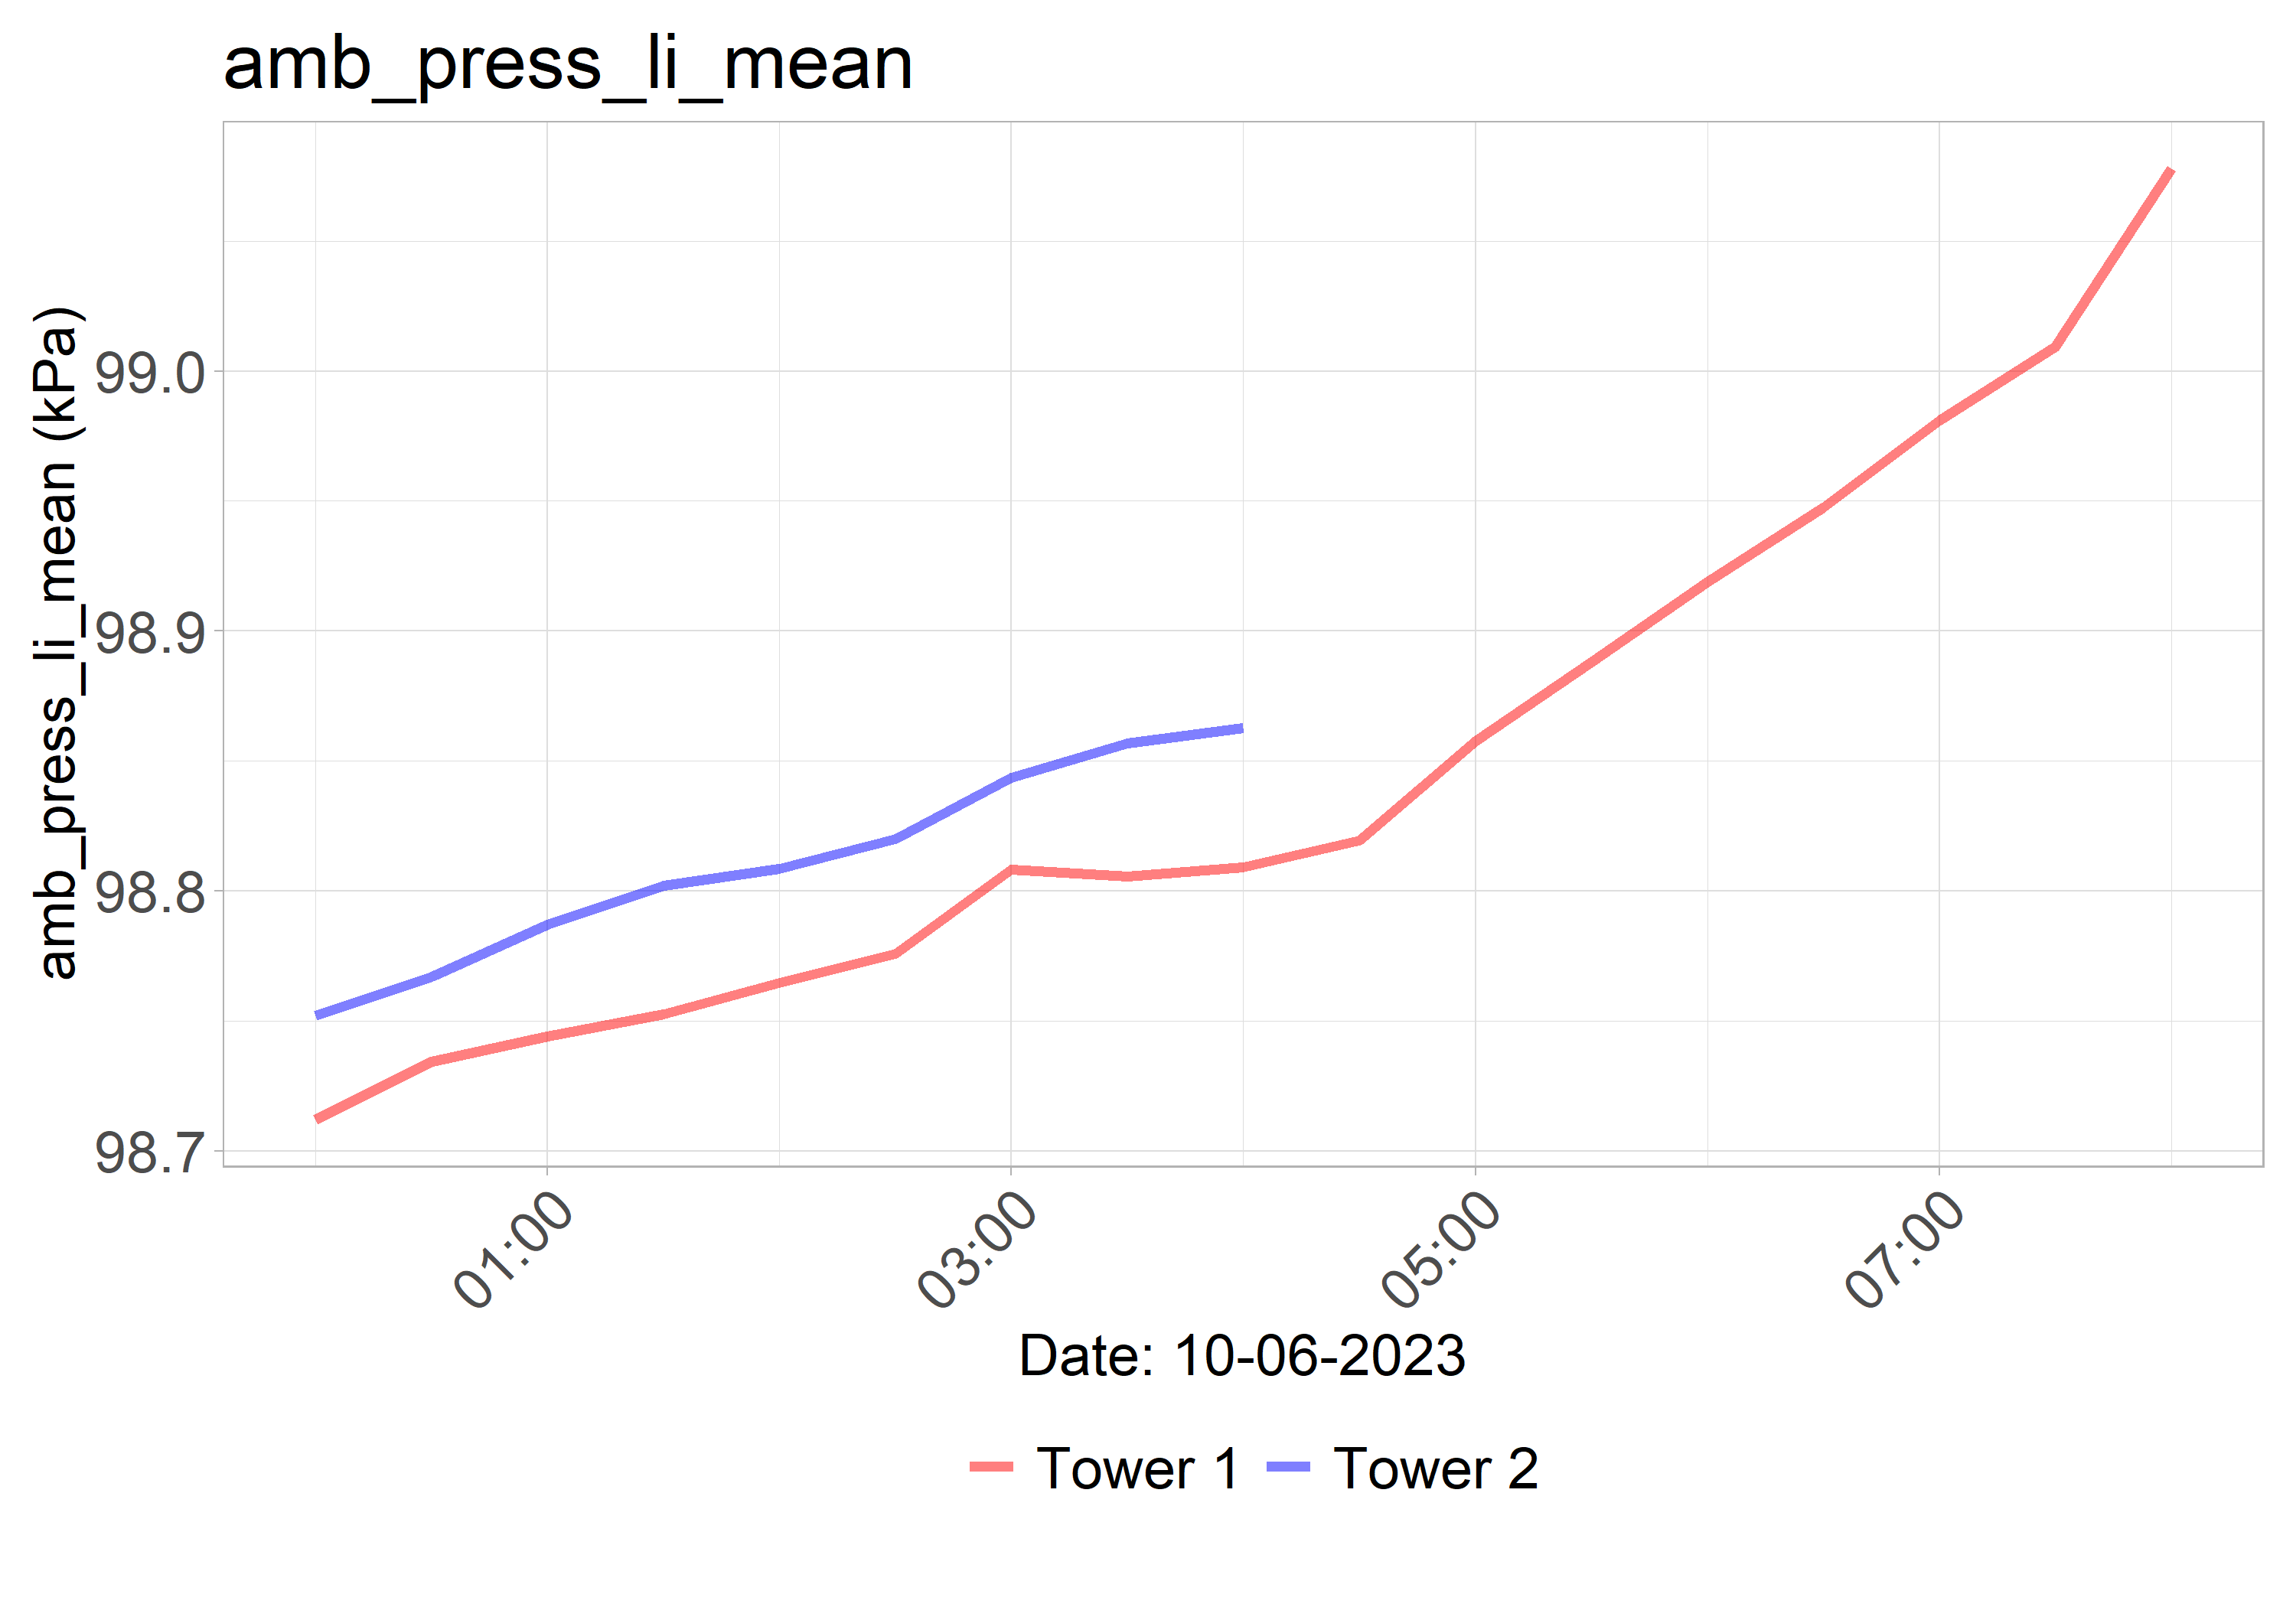 amb_press_li_mean
amb_press_li_mean (kPa)
99.0
98.9
98.8
98.7
01:00
03:00
05:00
07:00
Date: 10-06-2023
Tower 1
Tower 2